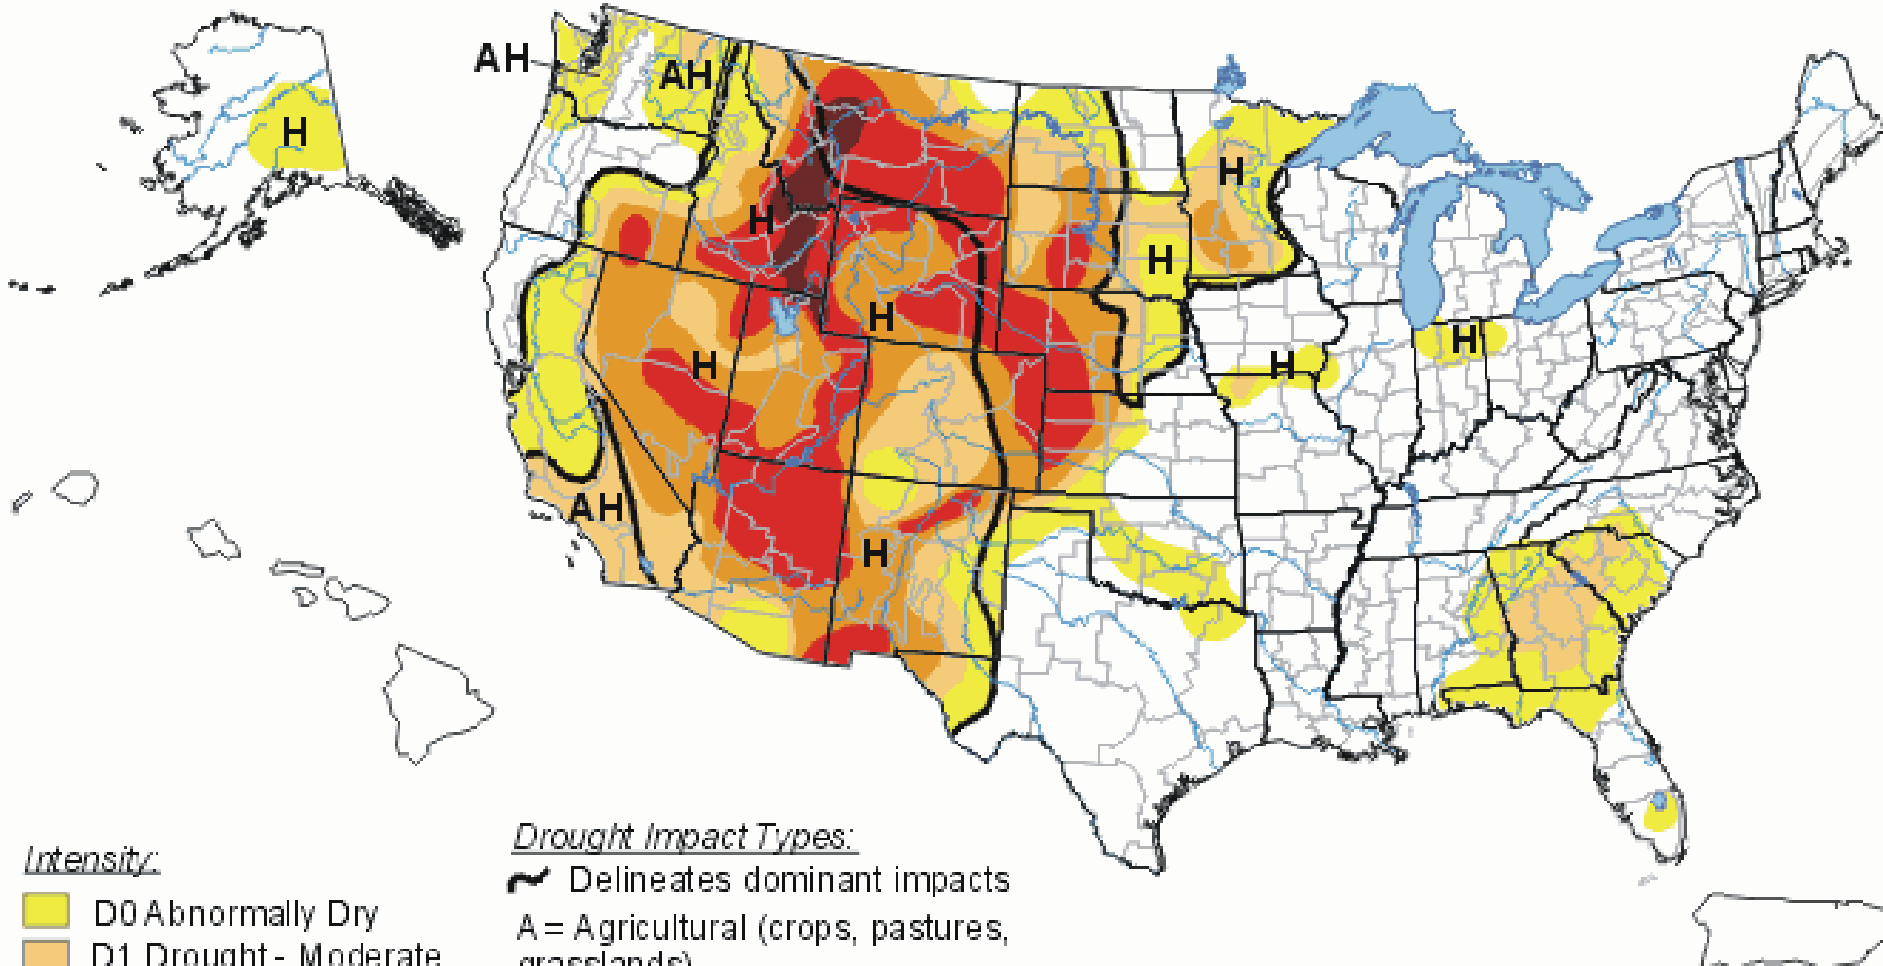 AH
AH
H
H
H
H
H
H
H
H
H
AH
H
Intensity:
D0 Abnormally Dry
D1 Drought - Moderate
Drought Impact Types:
Delineates dominant impacts
A = Agricultural (crops, pastures,
grasslands)